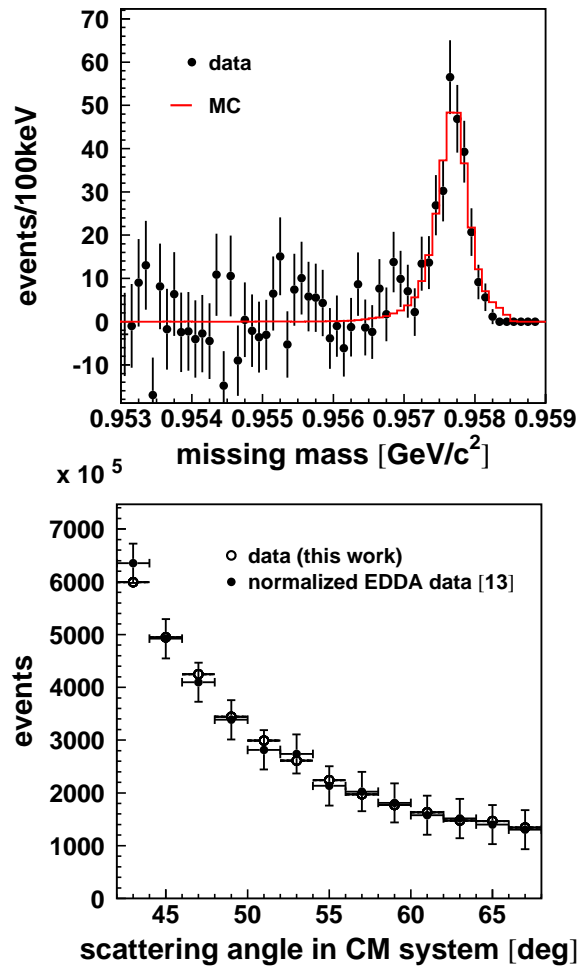 70
60
50
40
30
20
10
0
-10
events/100keV
data
MC
0.953 0.954 0.955 0.956 0.957 0.958 0.959
missing mass [GeV/c²]
x 10⁵
7000
6000
5000
4000
3000
2000
1000
0
events
data (this work)
normalized EDDA data [13]
45 50 55 60 65
scattering angle in CM system [deg]